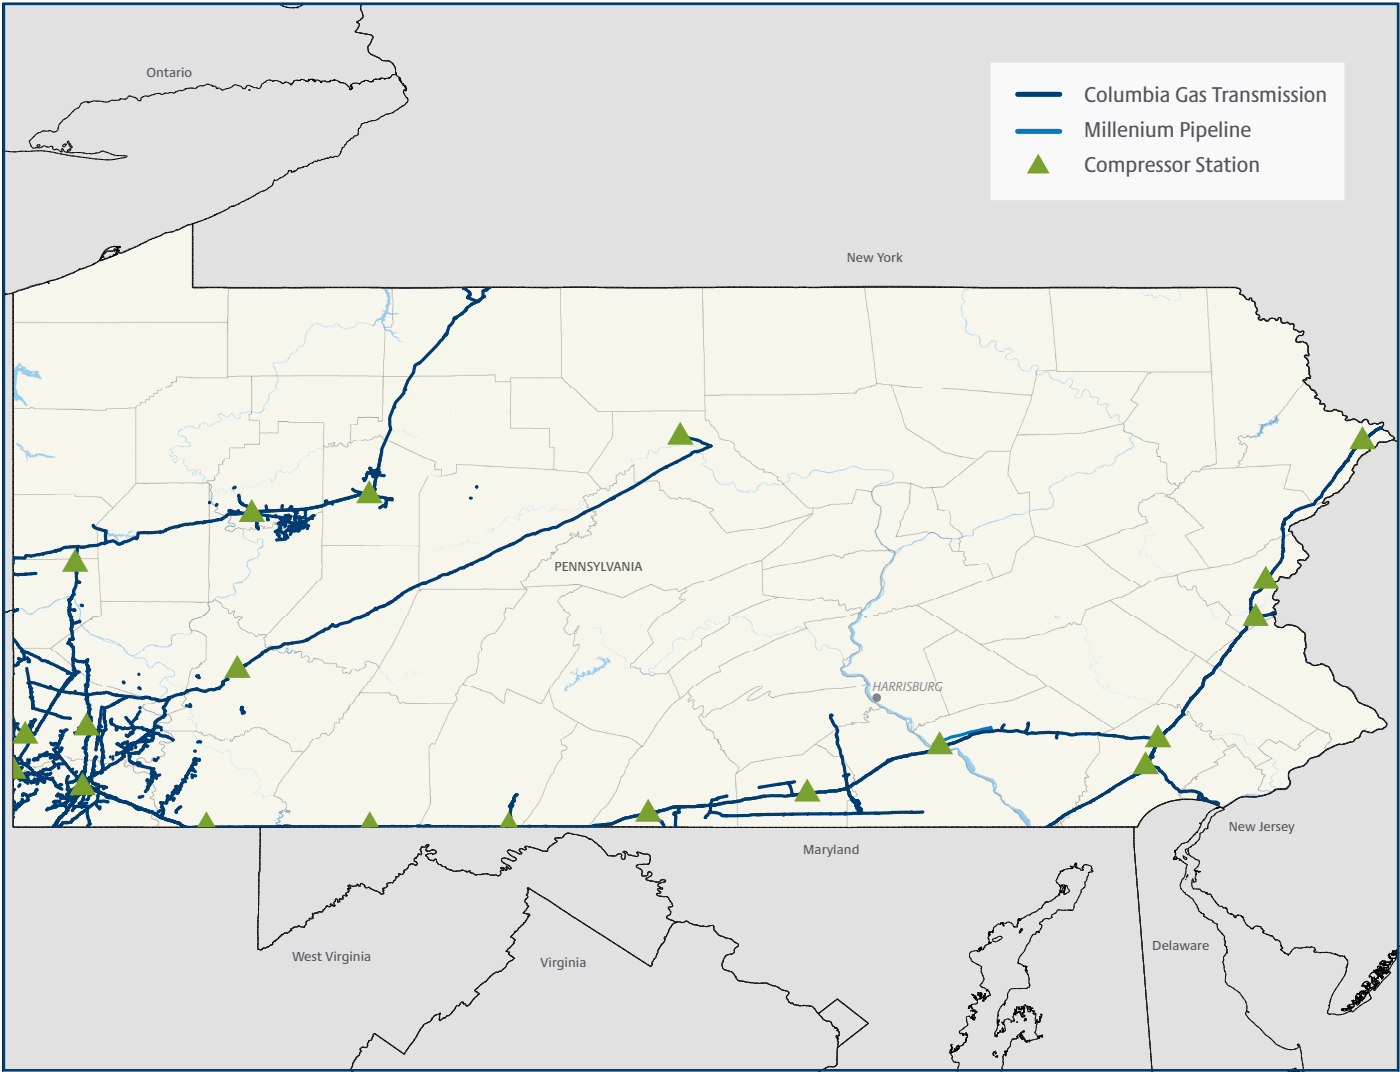 Ontario
Columbia Gas Transmission
Millenium Pipeline
Compressor Station
New York
PENNSYLVANIA
HARRISBURG
New Jersey
Maryland
Delaware
West Virginia
Virginia